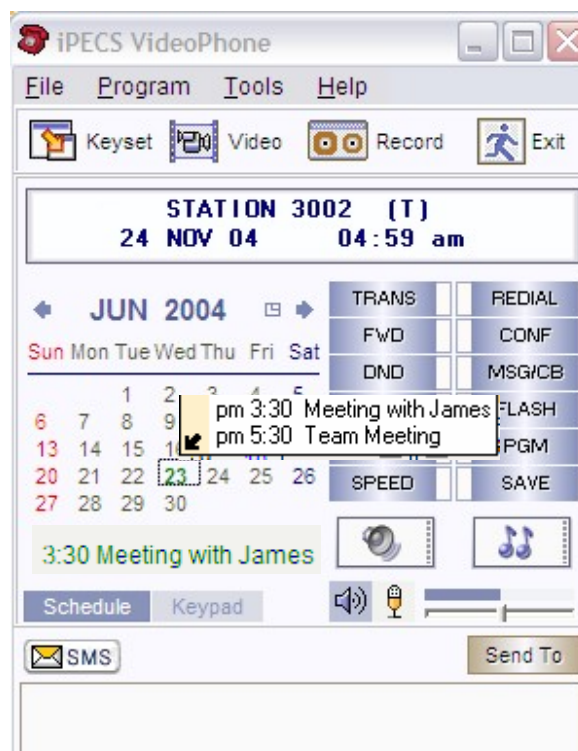 iPECS VideoPhone
File Program Tools Help
Keyset Video Record Exit
STATION 3002 (T)
24 NOV 04 04:59 am
JUN 2004
Sun Mon Tue Wed Thu Fri Sat
1 2 3 4 5
6 7 8 9
13 14 15 16
20 21 22 23 24 25 26
27 28 29 30
pm 3:30 Meeting with James
pm 5:30 Team Meeting
3:30 Meeting with James
Schedule Keypad
TRANS REDIAL
FWD CONF
DND MSG/CB
FLASH
PGM
SPEED SAVE
SMS Send To